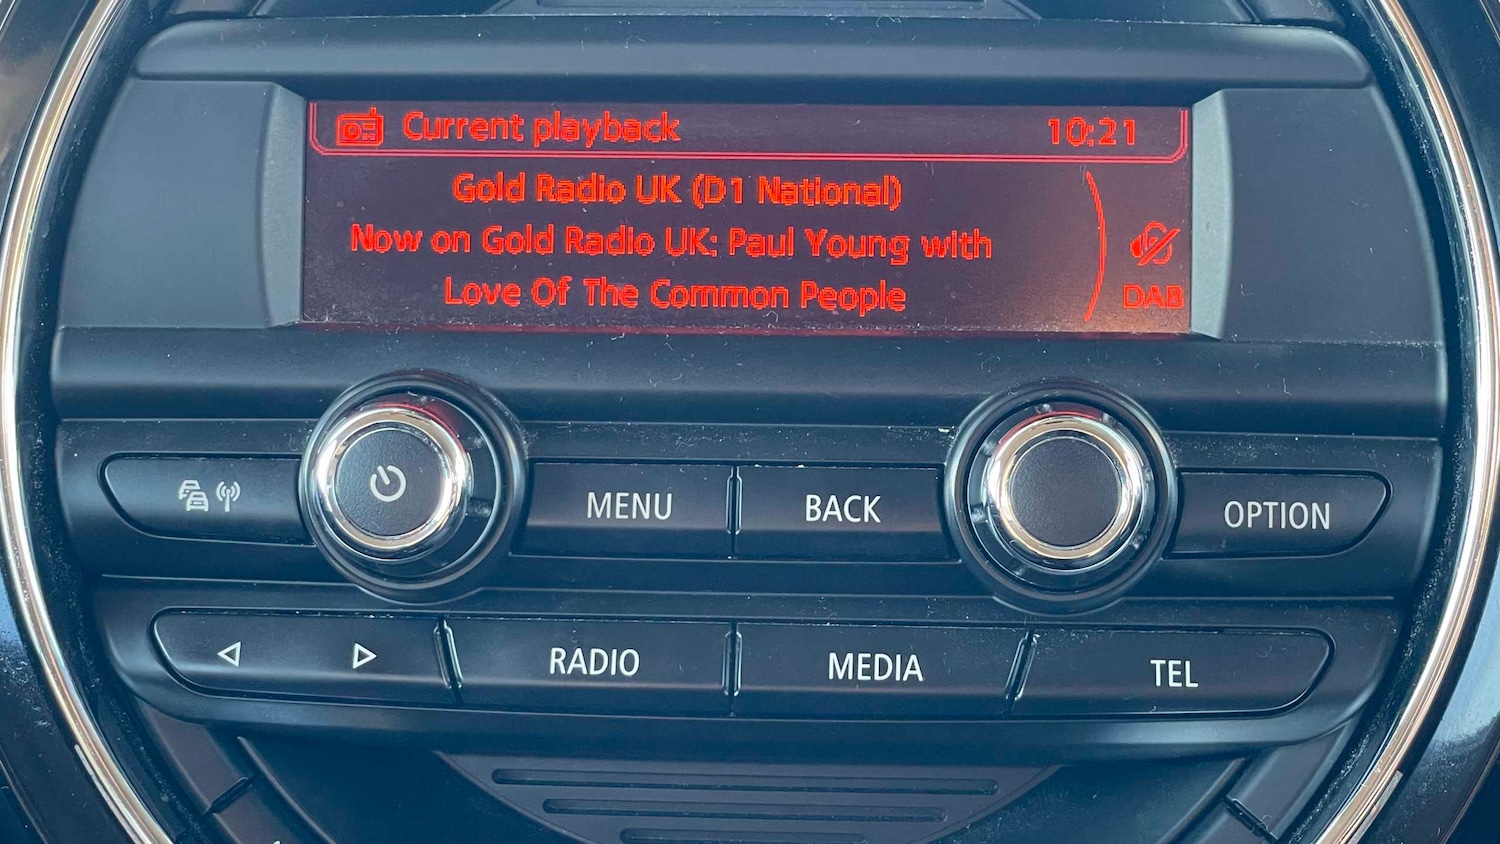 Current playback 10:21
Gold Radio UK (D1 National)
Now on Gold Radio UK: Paul Young with
Love Of The Common People
DAB
MENU BACK OPTION
RADIO MEDIA TEL